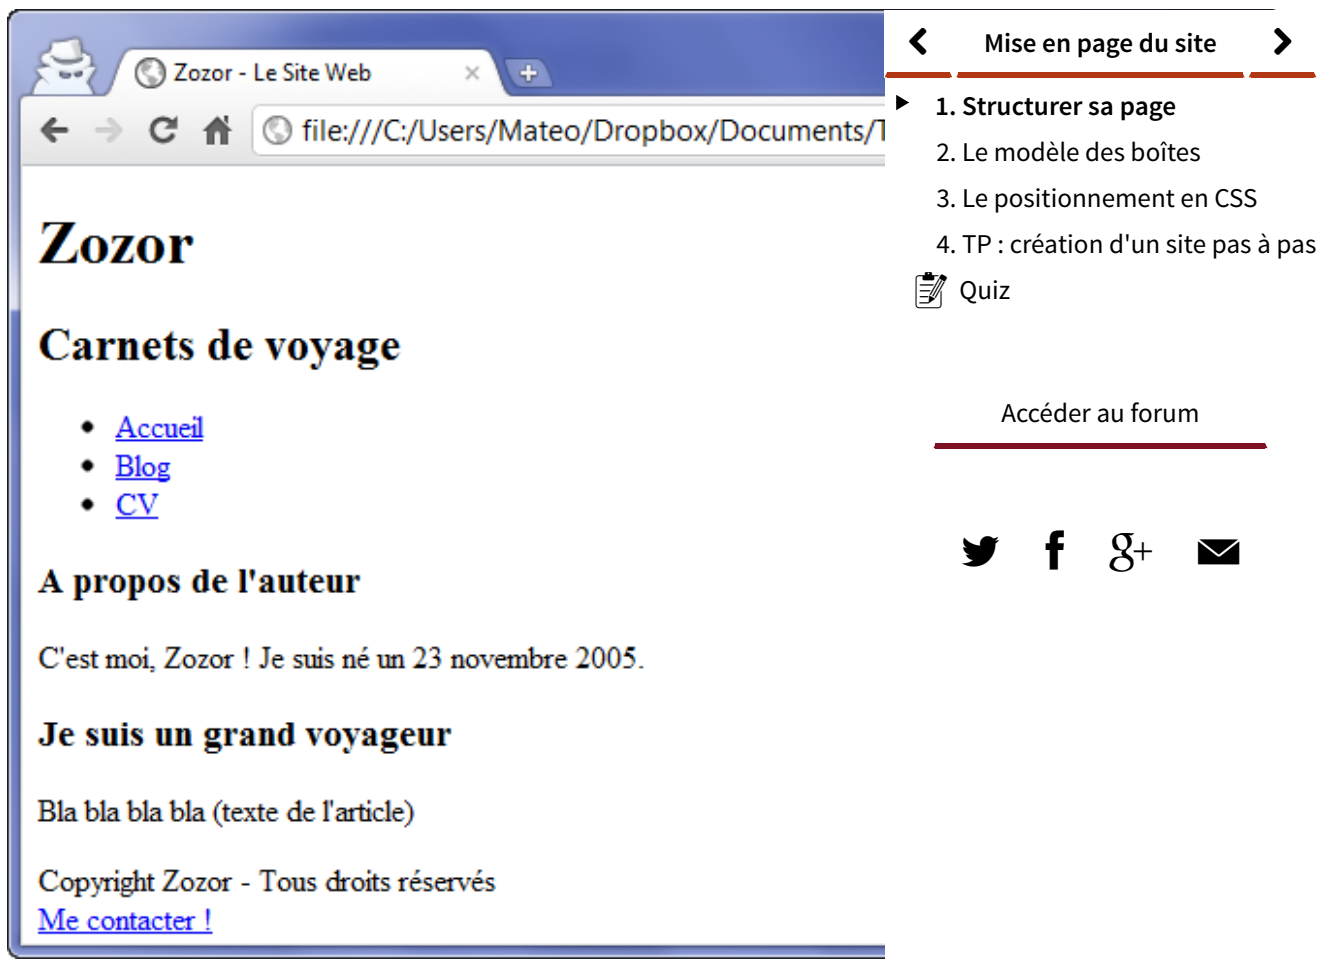 Zozor - Le Site Web
file:///C:/Users/Mateo/Dropbox/Documents/
Zozor
Carnets de voyage
Accueil
Blog
CV
A propos de l'auteur
C'est moi, Zozor ! Je suis né un 23 novembre 2005.
Je suis un grand voyageur
Bla bla bla bla (texte de l'article)
Copyright Zozor - Tous droits réservés
Me contacter !
Mise en page du site
1. Structurer sa page
2. Le modèle des boîtes
3. Le positionnement en CSS
4. TP : création d'un site pas à pas
Quiz
Accéder au forum
g+